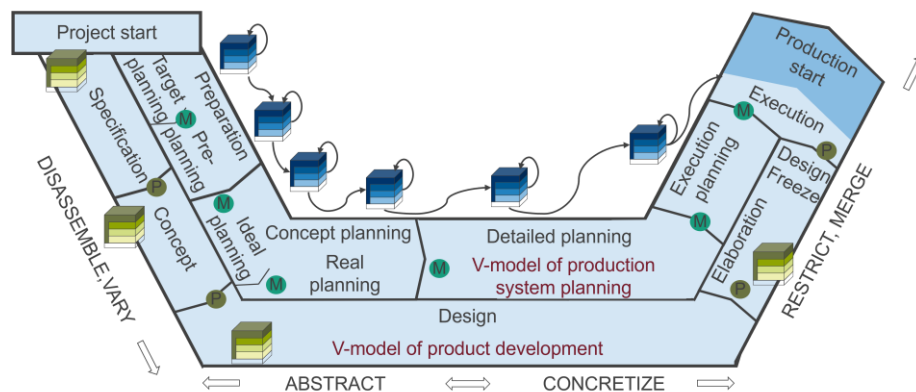 Project start
Production
start
Target
planning
Pre-
planning
Preparation
Specification
Concept
Ideal
planning
Concept planning
Real
planning
Detailed planning
V-model of production
system planning
Execution
Execution
planning
Design
Freeze
Elaboration
Design
V-model of product development
M
M
M
M
M
M
P
P
P
P
DISASSEMBLE, VARY
ABSTRACT
CONCRETIZE
RESTRICT, MERGE